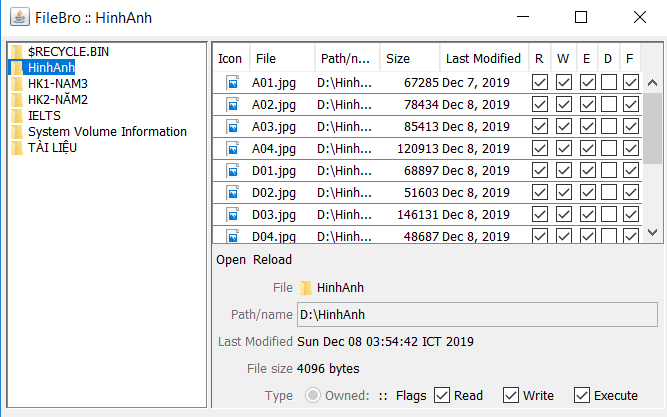 FileBro :: HinhAnh
$RECYCLE.BIN
HinhAnh
HK1-NAM3
HK2-NĂM2
IELTS
System Volume Information
TÀI LIỆU
Icon File Path/n... Size Last Modified R W E D F
A01.jpg D:\Hinh... 67285 Dec 7, 2019
A02.jpg D:\Hinh... 78434 Dec 8, 2019
A03.jpg D:\Hinh... 85413 Dec 8, 2019
A04.jpg D:\Hinh... 120913 Dec 8, 2019
D01.jpg D:\Hinh... 68897 Dec 8, 2019
D02.jpg D:\Hinh... 51603 Dec 8, 2019
D03.jpg D:\Hinh... 146131 Dec 8, 2019
D04.jpg D:\Hinh... 48687 Dec 8, 2019
Open Reload
File HinhAnh
Path/name D:\HinhAnh
Last Modified Sun Dec 08 03:54:42 ICT 2019
File size 4096 bytes
Type Owned: :: Flags Read Write Execute